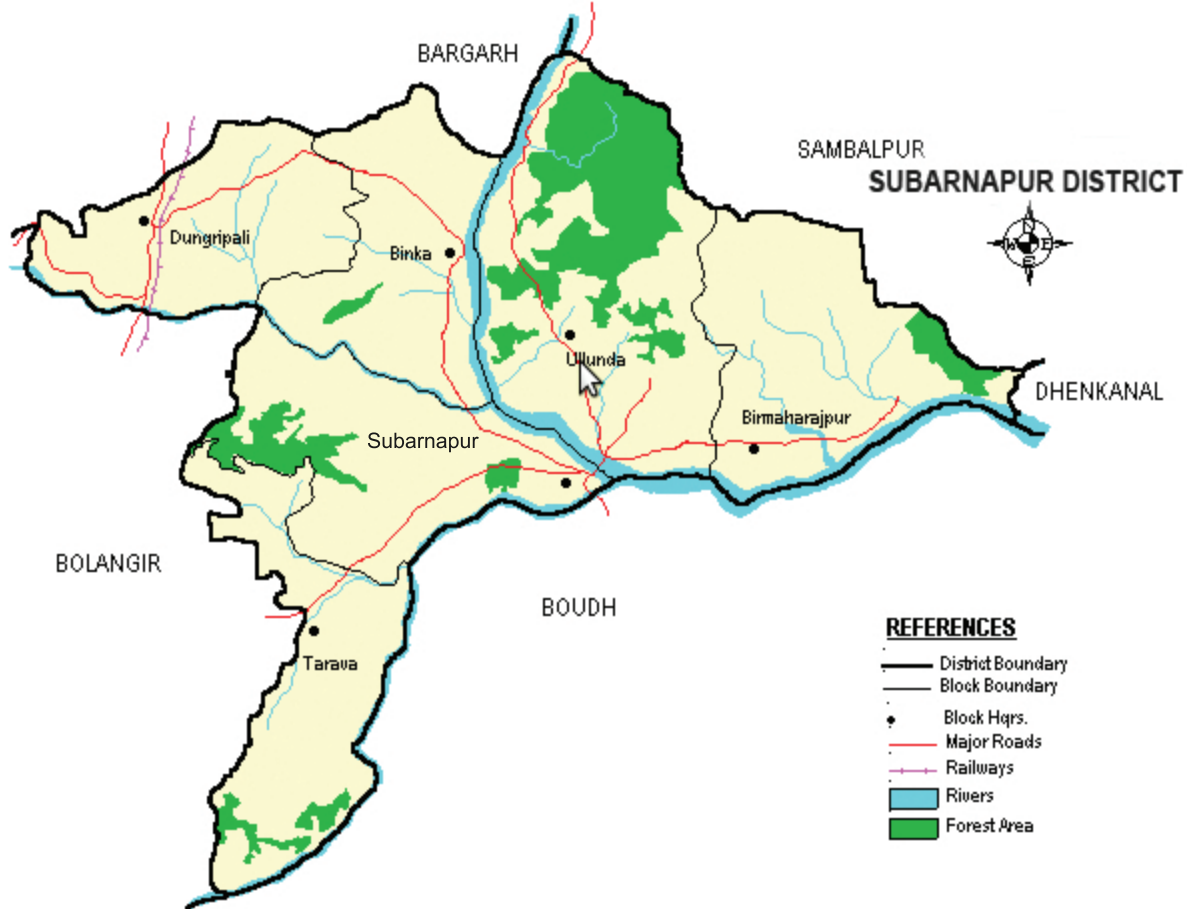 BARGARH
SAMBALPUR
SUBARNAPUR DISTRICT
N
W E
S
Dungripali
Binka
Ullunda
DHENKANAL
Birmaharajpur
Subarnapur
BOLANGIR
BOUDH
Tarava
REFERENCES
District Boundary
Block Boundary
Block Hqrs.
Major Roads
Railways
Rivers
Forest Area